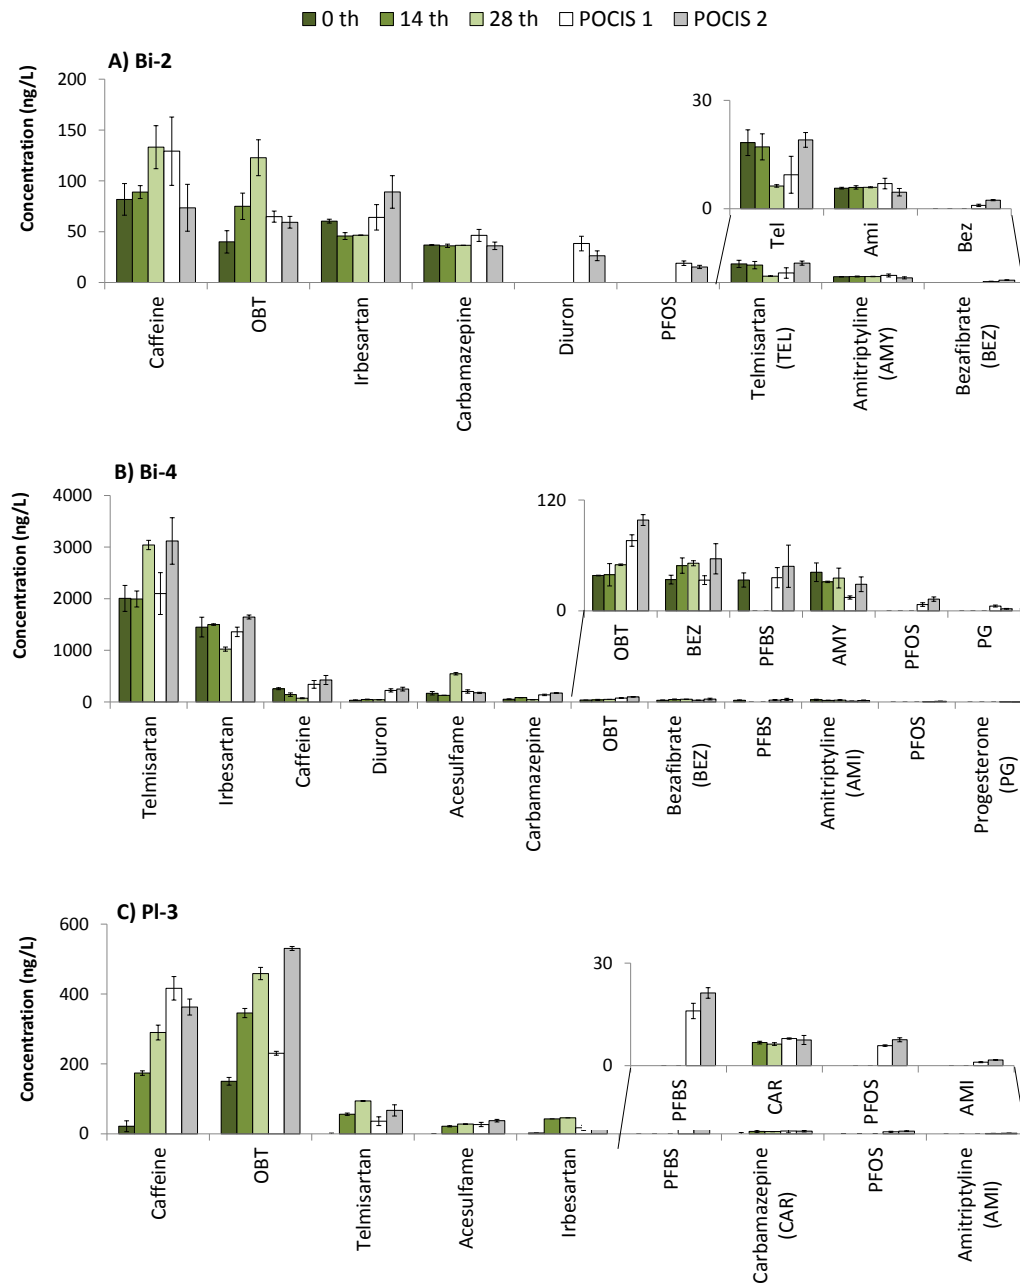 0 th 14 th 28 th POCIS 1 POCIS 2
A) Bi-2
Concentration (ng/L)
200
150
100
50
0
30
0
Tel
Ami
Bez
Caffeine
OBT
Irbesartan
Carbamazepine
Diuron
PFOS
Telmisartan
(TEL)
Amitriptyline
(AMY)
Bezafibrate
(BEZ)
B) Bi-4
Concentration (ng/L)
4000
3000
2000
1000
0
120
0
OBT
BEZ
PFBS
AMY
PFOS
PG
Telmisartan
Irbesartan
Caffeine
Diuron
Acesulfame
Carbamazepine
OBT
Bezafibrate
(BEZ)
PFBS
Amitriptyline
(AMI)
PFOS
Progesterone
(PG)
C) Pl-3
Concentration (ng/L)
600
400
200
0
30
0
PFBS
CAR
PFOS
AMI
Caffeine
OBT
Telmisartan
Acesulfame
Irbesartan
PFBS
Carbamazepine
(CAR)
PFOS
Amitriptyline
(AMI)